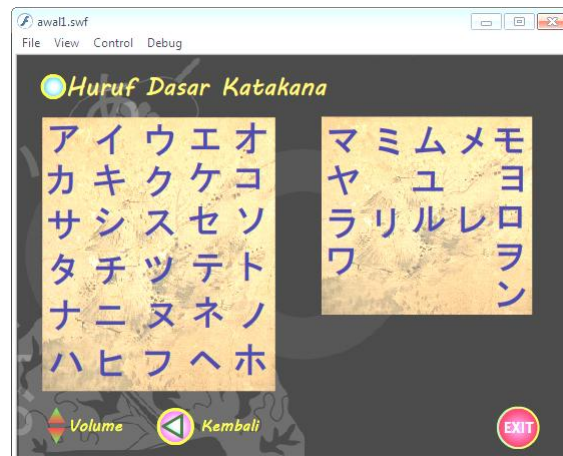 awal1.swf
File View Control Debug
Huruf Dasar Katakana
ア イ ウ エ オ
カ キ ク ケ コ
サ シ ス セ ソ
タ チ ツ テ ト
ナ ニ ヌ ネ ノ
ハ ヒ フ ヘ ホ
マ ミ ム メ モ
ヤ ユ ヨ
ラ リ ル レ ロ
ワ ヲ
ン
Volume
Kembali
EXIT